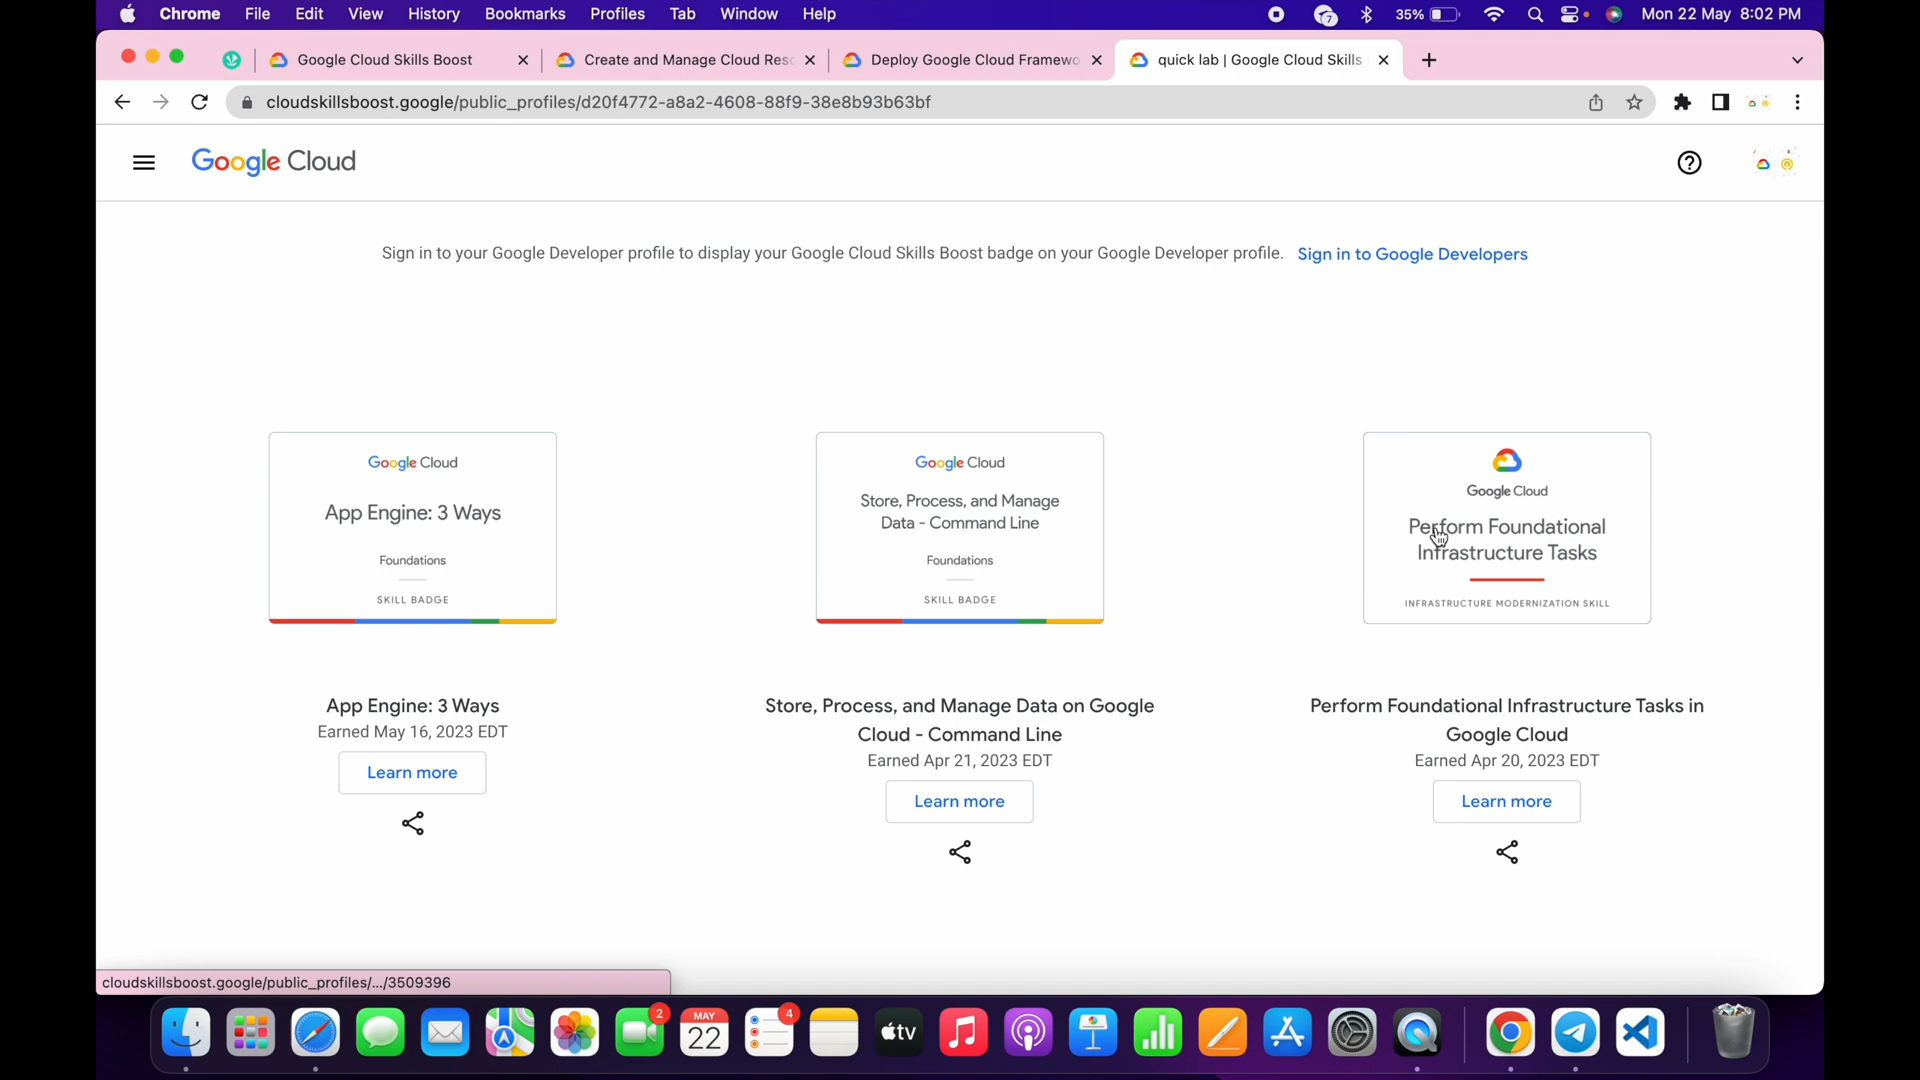 Chrome File Edit View History Bookmarks Profiles Tab Window Help 7 35% Mon 22 May 8:02 PM
Google Cloud Skills Boost
Create and Manage Cloud Res
Deploy Google Cloud Framewo
quick lab | Google Cloud Skills
cloudskillsboost.google/public_profiles/d20f4772-a8a2-4608-88f9-38e8b93b63bf
Google Cloud
Sign in to your Google Developer profile to display your Google Cloud Skills Boost badge on your Google Developer profile. Sign in to Google Developers
Google Cloud
App Engine: 3 Ways
Foundations
SKILL BADGE
App Engine: 3 Ways
Earned May 16, 2023 EDT
Learn more
Google Cloud
Store, Process, and Manage
Data - Command Line
Foundations
SKILL BADGE
Store, Process, and Manage Data on Google
Cloud - Command Line
Earned Apr 21, 2023 EDT
Learn more
Google Cloud
Perform Foundational
Infrastructure Tasks
INFRASTRUCTURE MODERNIZATION SKILL
Perform Foundational Infrastructure Tasks in
Google Cloud
Earned Apr 20, 2023 EDT
Learn more
cloudskillsboost.google/public_profiles/.../3509396
2
MAY
22
4
tv